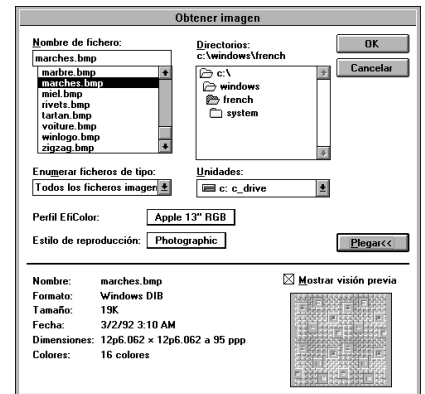 Obtener imagen
Nombre de fichero:
marches.bmp
marbre.bmp
marches.bmp
miel.bmp
rivets.bmp
tartan.bmp
voiture.bmp
winlogo.bmp
zigzag.bmp
Directorios:
c:\windows\french
c:\
windows
french
system
OK
Cancelar
Enumerar ficheros de tipo:
Todos los ficheros imagen
Unidades:
c: c_drive
Perfil EfiColor: Apple 13" RGB
Estilo de reproducción: Photographic
Plegar<<
Nombre: marches.bmp
Formato: Windows DIB
Tamaño: 19K
Fecha: 3/2/92 3:10 AM
Dimensiones: 12p6.062 × 12p6.062 a 95 ppp
Colores: 16 colores
Mostrar visión previa